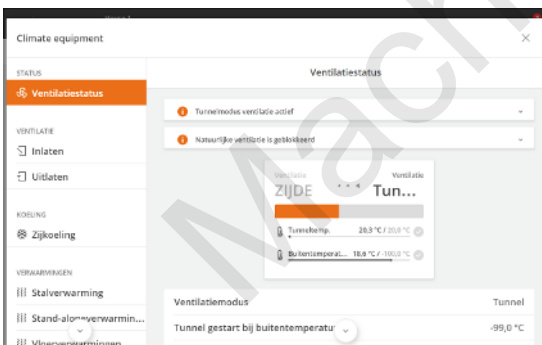 Climate equipment
STATUS
Ventilatiestatus
VENTILATIE
Inlaten
Uitlaten
KOELING
Zijkoeling
VERWARMINGEN
Stalverwarming
Stand-aloneverwarmin...
Vloerverwarmingen
Ventilatiestatus
Tunnelmodus ventilatie actief
Natuurlijke ventilatie is geblokkeerd
Ventilatie Ventilatie
ZIJDE Tun...
Tunneltemp. 20,3 °C / 20,0 °C
Buitentemperat... 18,6 °C / -100,0 °C
Ventilatiemodus Tunnel
Tunnel gestart bij buitentemperatu -99,0 °C